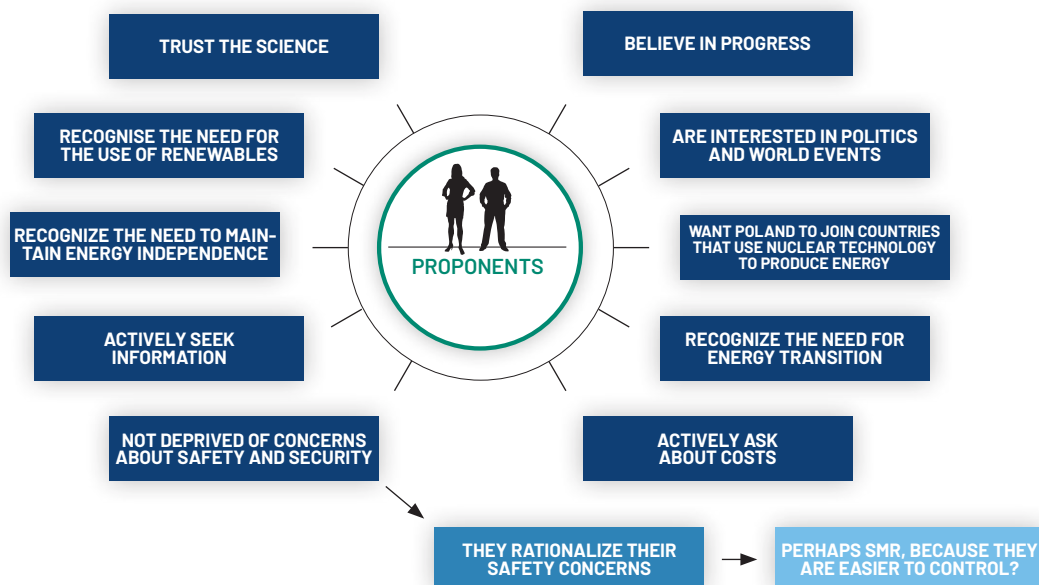 TRUST THE SCIENCE
BELIEVE IN PROGRESS
RECOGNISE THE NEED FOR
THE USE OF RENEWABLES
ARE INTERESTED IN POLITICS
AND WORLD EVENTS
RECOGNIZE THE NEED TO MAIN-
TAIN ENERGY INDEPENDENCE
PROPONENTS
WANT POLAND TO JOIN COUNTRIES
THAT USE NUCLEAR TECHNOLOGY
TO PRODUCE ENERGY
ACTIVELY SEEK
INFORMATION
RECOGNIZE THE NEED FOR
ENERGY TRANSITION
NOT DEPRIVED OF CONCERNS
ABOUT SAFETY AND SECURITY
ACTIVELY ASK
ABOUT COSTS
THEY RATIONALIZE THEIR
SAFETY CONCERNS
PERHAPS SMR, BECAUSE THEY
ARE EASIER TO CONTROL?